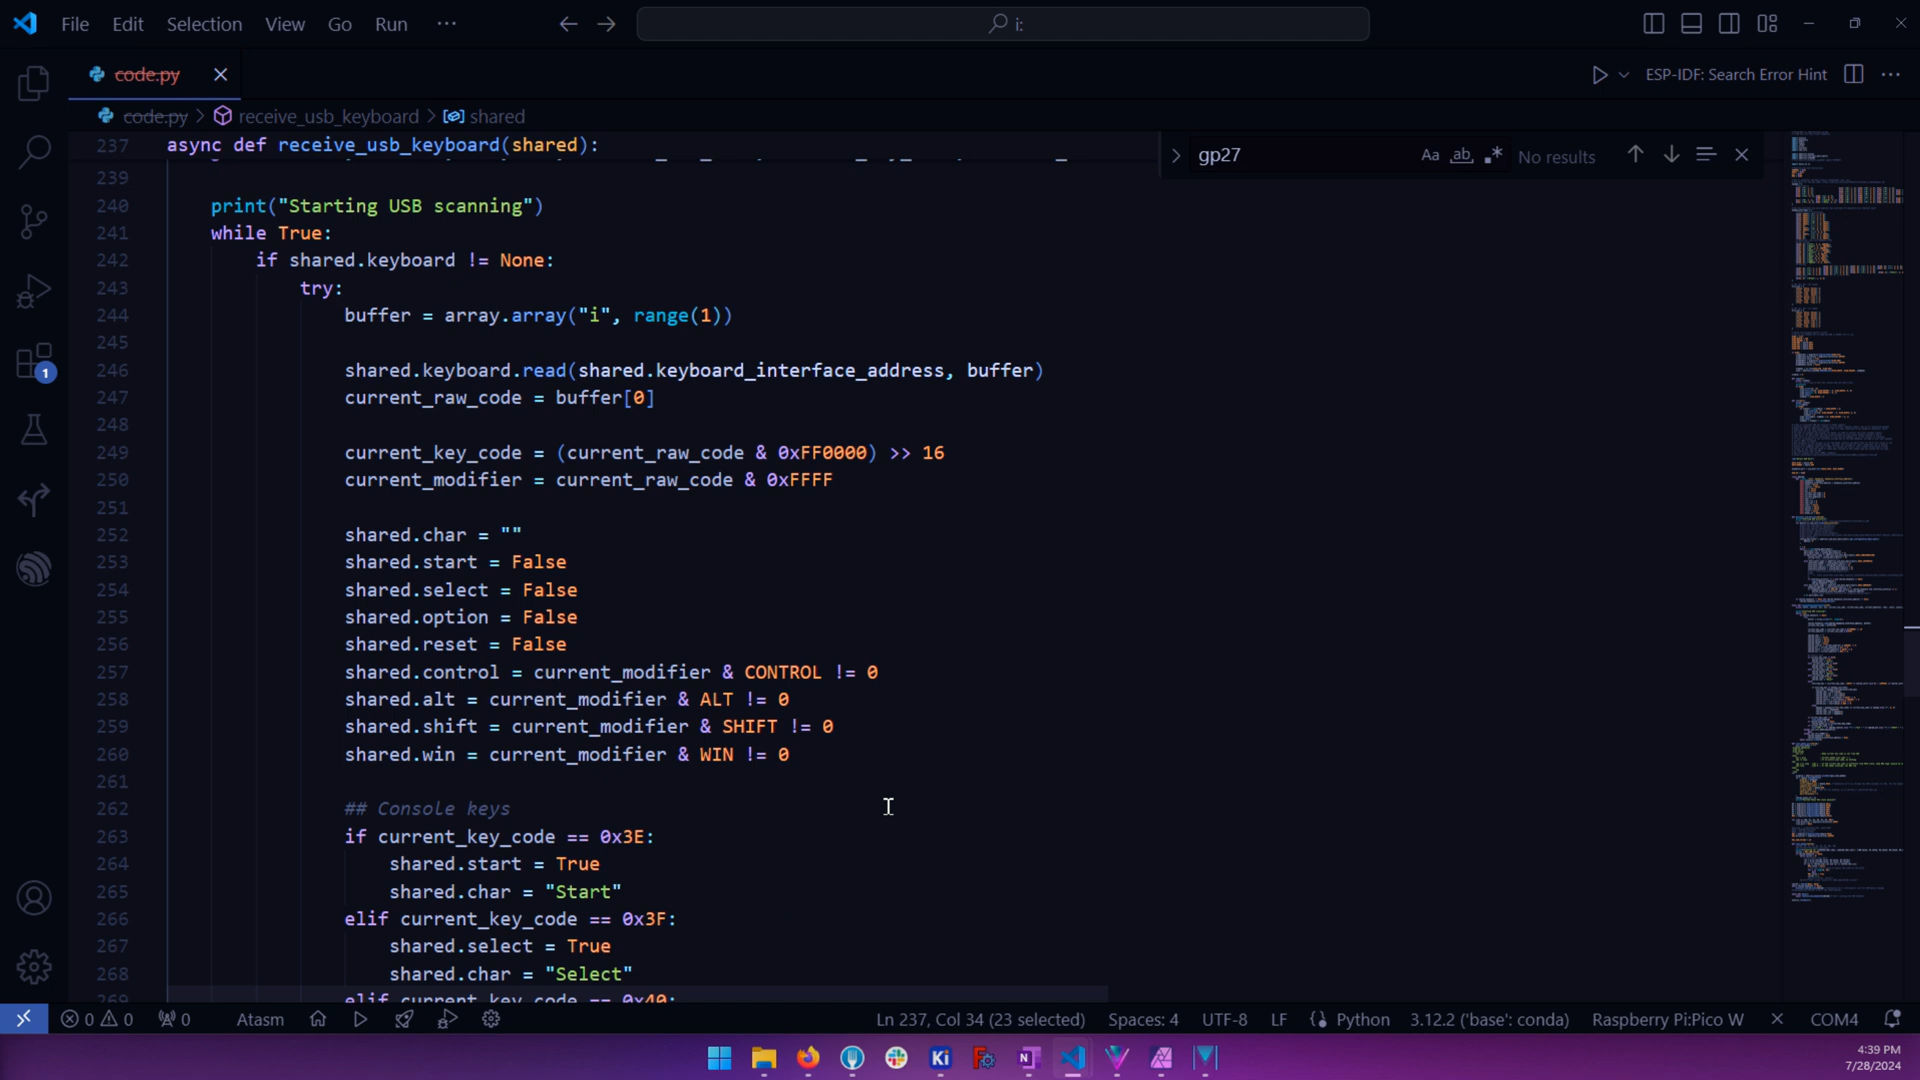 File Edit Selection View Go Run ···
i:
code.py
ESP-IDF: Search Error Hint
code.py > receive_usb_keyboard > shared
237 async def receive_usb_keyboard(shared):
gp27
Aa ab .* No results
239
240 print("Starting USB scanning")
241 while True:
242 if shared.keyboard != None:
243 try:
244 buffer = array.array("i", range(1))
245
246 shared.keyboard.read(shared.keyboard_interface_address, buffer)
247 current_raw_code = buffer[0]
248
249 current_key_code = (current_raw_code & 0xFF0000) >> 16
250 current_modifier = current_raw_code & 0xFFFF
251
252 shared.char = ""
253 shared.start = False
254 shared.select = False
255 shared.option = False
256 shared.reset = False
257 shared.control = current_modifier & CONTROL != 0
258 shared.alt = current_modifier & ALT != 0
259 shared.shift = current_modifier & SHIFT != 0
260 shared.win = current_modifier & WIN != 0
261
262 ## Console keys
263 if current_key_code == 0x3E:
264 shared.start = True
265 shared.char = "Start"
266 elif current_key_code == 0x3F:
267 shared.select = True
268 shared.char = "Select"
269 elif current_key_code == 0x40:
1
0 0 0 Atasm
Ln 237, Col 34 (23 selected) Spaces: 4 UTF-8 LF Python 3.12.2 ('base': conda) Raspberry Pi:Pico W COM4
Ki
N
4:39 PM
7/28/2024